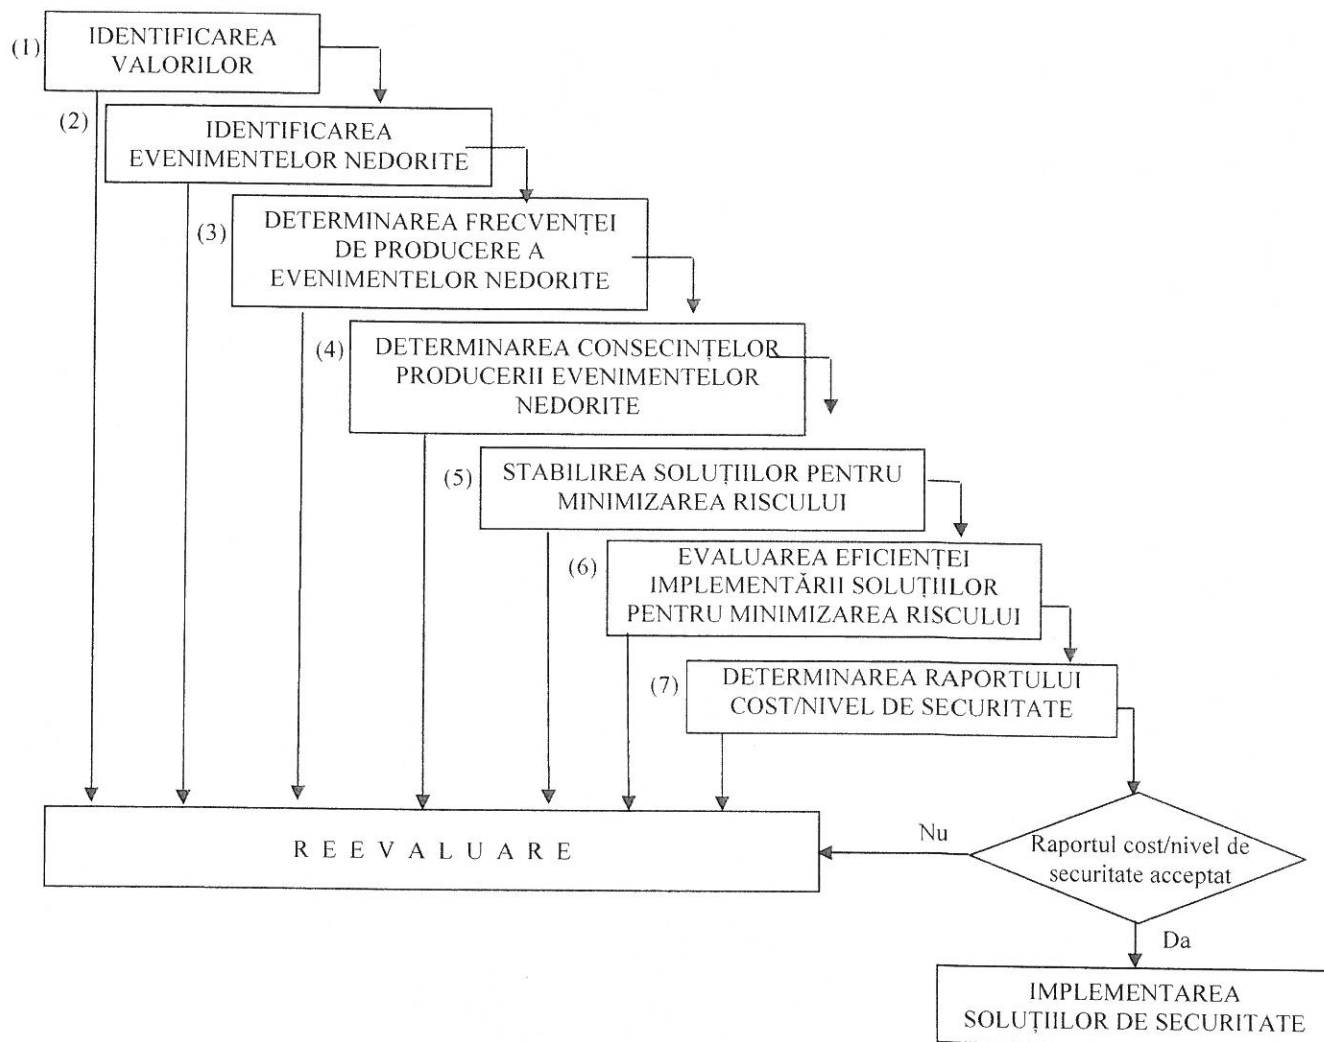 (1)
IDENTIFICAREA
VALORILOR
(2)
IDENTIFICAREA
EVENIMENTELOR NEDORITE
(3)
DETERMINAREA FRECVENȚEI
DE PRODUCERE A
EVENIMENTELOR NEDORITE
(4)
DETERMINAREA CONSECINȚELOR
PRODUCERII EVENIMENTELOR
NEDORITE
(5)
STABILIREA SOLUȚIILOR PENTRU
MINIMIZAREA RISCULUI
(6)
EVALUAREA EFICIENȚEI
IMPLEMENTĂRII SOLUȚIILOR
PENTRU MINIMIZAREA RISCULUI
(7)
DETERMINAREA RAPORTULUI
COST/NIVEL DE SECURITATE
R E E V A L U A R E
Nu
Raportul cost/nivel de
securitate acceptat
Da
IMPLEMENTAREA
SOLUȚIILOR DE SECURITATE